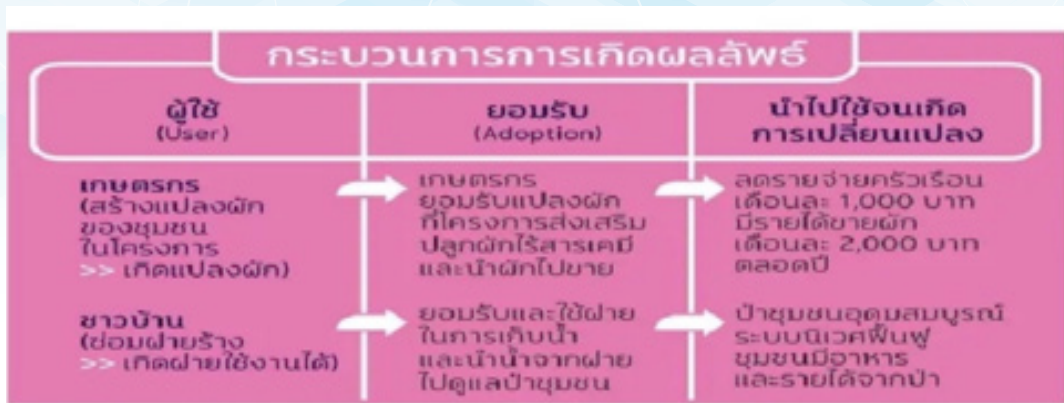 กระบวนการการเกิดผลลัพธ์
ผู้ใช้
(User)
ยอมรับ
(Adoption)
นำไปใช้จนเกิด
การเปลี่ยนแปลง
เกษตรกร
(สร้างแปลงผัก
ของชุมชน
ในโครงการ
>> เกิดแปลงผัก)
เกษตรกร
ยอมรับแปลงผัก
ที่โครงการส่งเสริม
ปลูกผักไร้สารเคมี
และนำผักไปขาย
ลดรายจ่ายครัวเรือน
เดือนละ 1,000 บาท
มีรายได้ขายผัก
เดือนละ 2,000 บาท
ตลอดปี
ชาวบ้าน
(ซ่อมฝายร้าง
>> เกิดฝายใช้งานได้)
ยอมรับและใช้ฝาย
ในการเก็บน้ำ
และนำน้ำจากฝาย
ไปดูแลป่าชุมชน
ป่าชุมชนอุดมสมบูรณ์
ระบบนิเวศฟื้นฟู
ชุมชนมีอาหาร
และรายได้จากป่า